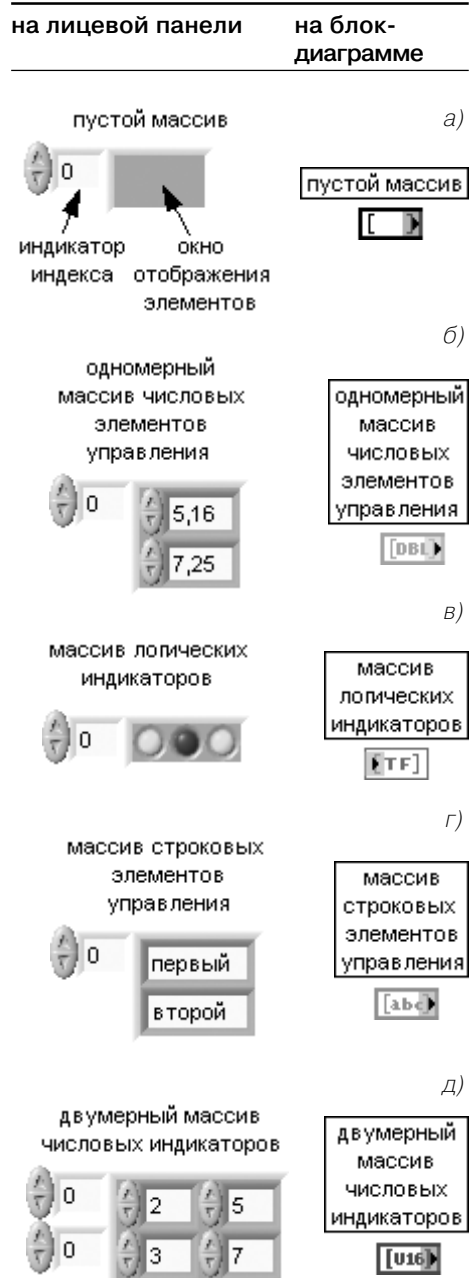 на лицевой панели
на блок-
диаграмме
а)
пустой массив
0
индикатор
индекса
окно
отображения
элементов
пустой массив
[ ]
б)
одномерный
массив числовых
элементов
управления
0
5,16
7,25
одномерный
массив
числовых
элементов
управления
[DBL]
в)
массив логических
индикаторов
0
массив
логических
индикаторов
[TF]
г)
массив строковых
элементов
управления
0
первый
второй
массив
строковых
элементов
управления
[abc]
д)
двумерный массив
числовых индикаторов
0 2 5
0 3 7
двумерный
массив
числовых
индикаторов
[U16]